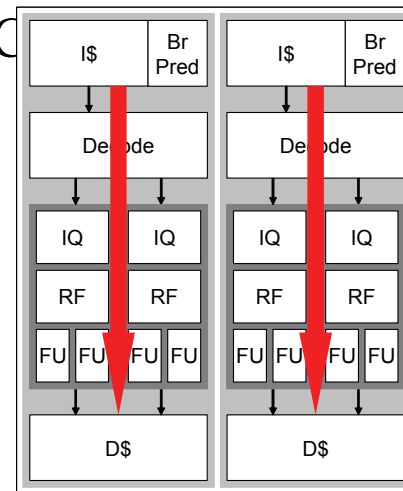 I$ Br Pred I$ Br Pred
Decode Decode
IQ IQ IQ IQ
RF RF RF RF
FU FU FU FU FU FU FU FU
D$ D$